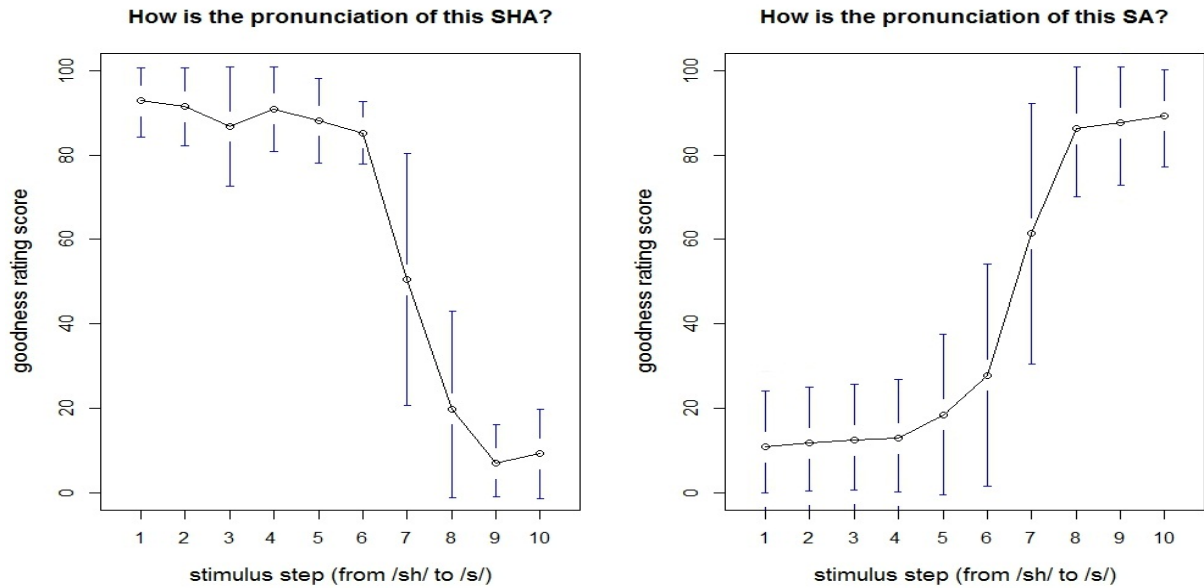 How is the pronunciation of this SHA?
goodness rating score
100
80
60
40
20
0
1 2 3 4 5 6 7 8 9 10
stimulus step (from /sh/ to /s/)
How is the pronunciation of this SA?
goodness rating score
100
80
60
40
20
0
1 2 3 4 5 6 7 8 9 10
stimulus step (from /sh/ to /s/)